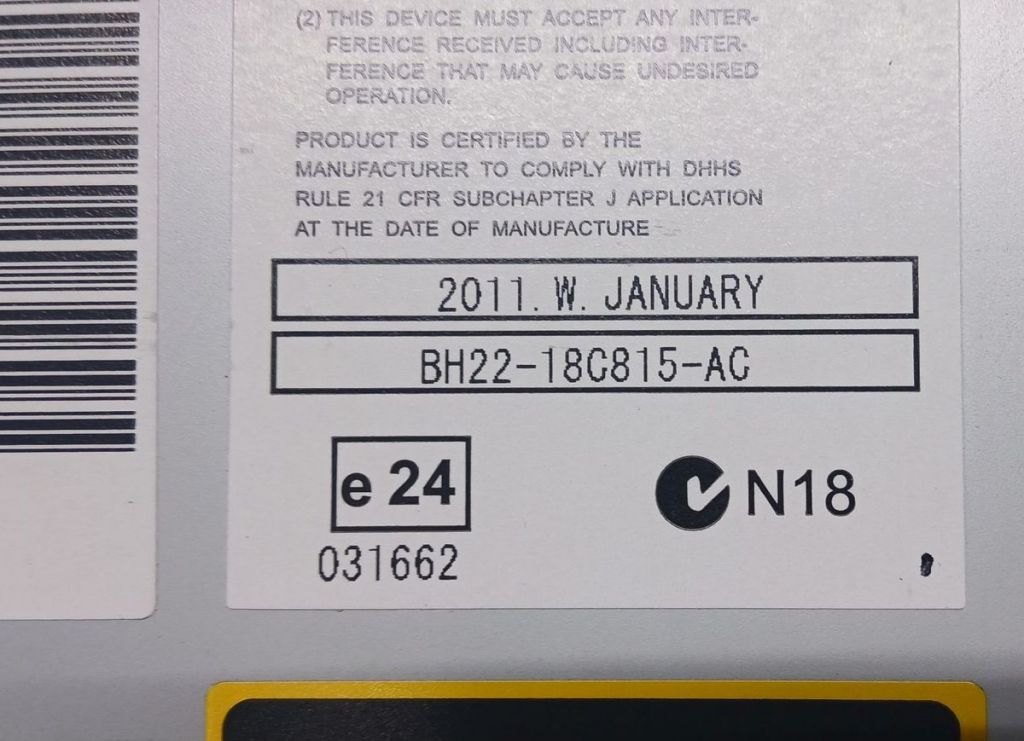 (2) THIS DEVICE MUST ACCEPT ANY INTER-
FERENCE RECEIVED INCLUDING INTER-
FERENCE THAT MAY CAUSE UNDESIRED
OPERATION.
PRODUCT IS CERTIFIED BY THE
MANUFACTURER TO COMPLY WITH DHHS
RULE 21 CFR SUBCHAPTER J APPLICATION
AT THE DATE OF MANUFACTURE
2011. W. JANUARY
BH22-18C815-AC
e 24
N18
031662